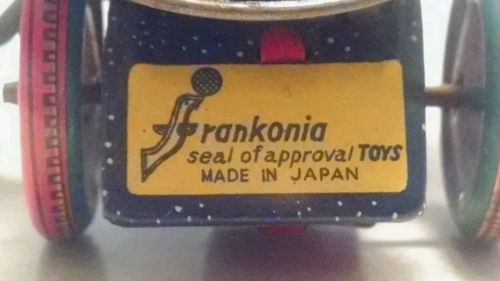 Frankonia
seal of approval TOYS
MADE IN JAPAN